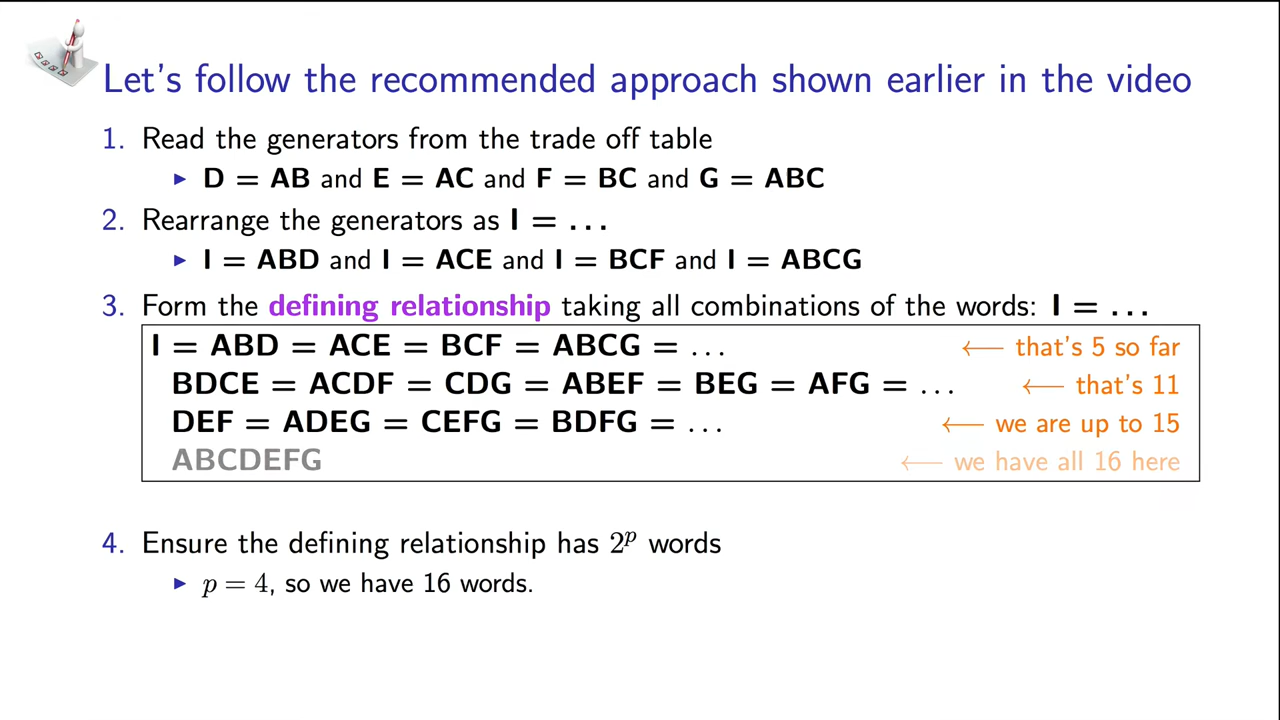 Let's follow the recommended approach shown earlier in the video
1. Read the generators from the trade off table
▶ D = AB and E = AC and F = BC and G = ABC
2. Rearrange the generators as I = ...
▶ I = ABD and I = ACE and I = BCF and I = ABCG
3. Form the defining relationship taking all combinations of the words: I = ...
I = ABD = ACE = BCF = ABCG = ... ⟵ that's 5 so far
BDCE = ACDF = CDG = ABEF = BEG = AFG = ... ⟵ that's 11
DEF = ADEG = CEFG = BDFG = ... ⟵ we are up to 15
ABCDEFG ⟵ we have all 16 here
4. Ensure the defining relationship has 2^p words
▶ p = 4, so we have 16 words.